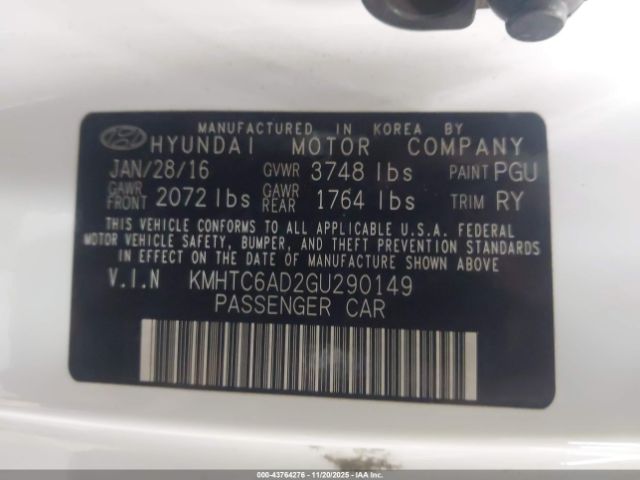 MANUFACTURED IN KOREA BY
HYUNDAI MOTOR COMPANY
JAN/28/16 GVWR 3748 lbs PAINT PGU
GAWR FRONT 2072 lbs GAWR REAR 1764 lbs TRIM RY
THIS VEHICLE CONFORMS TO ALL APPLICABLE U.S.A. FEDERAL
MOTOR VEHICLE SAFETY, BUMPER, AND THEFT PREVENTION STANDARDS
IN EFFECT ON THE DATE OF MANUFACTURE SHOWN ABOVE
V.I.N KMHTC6AD2GU290149
PASSENGER CAR
000-43764276 - 11/20/2025 - IAAI.COM